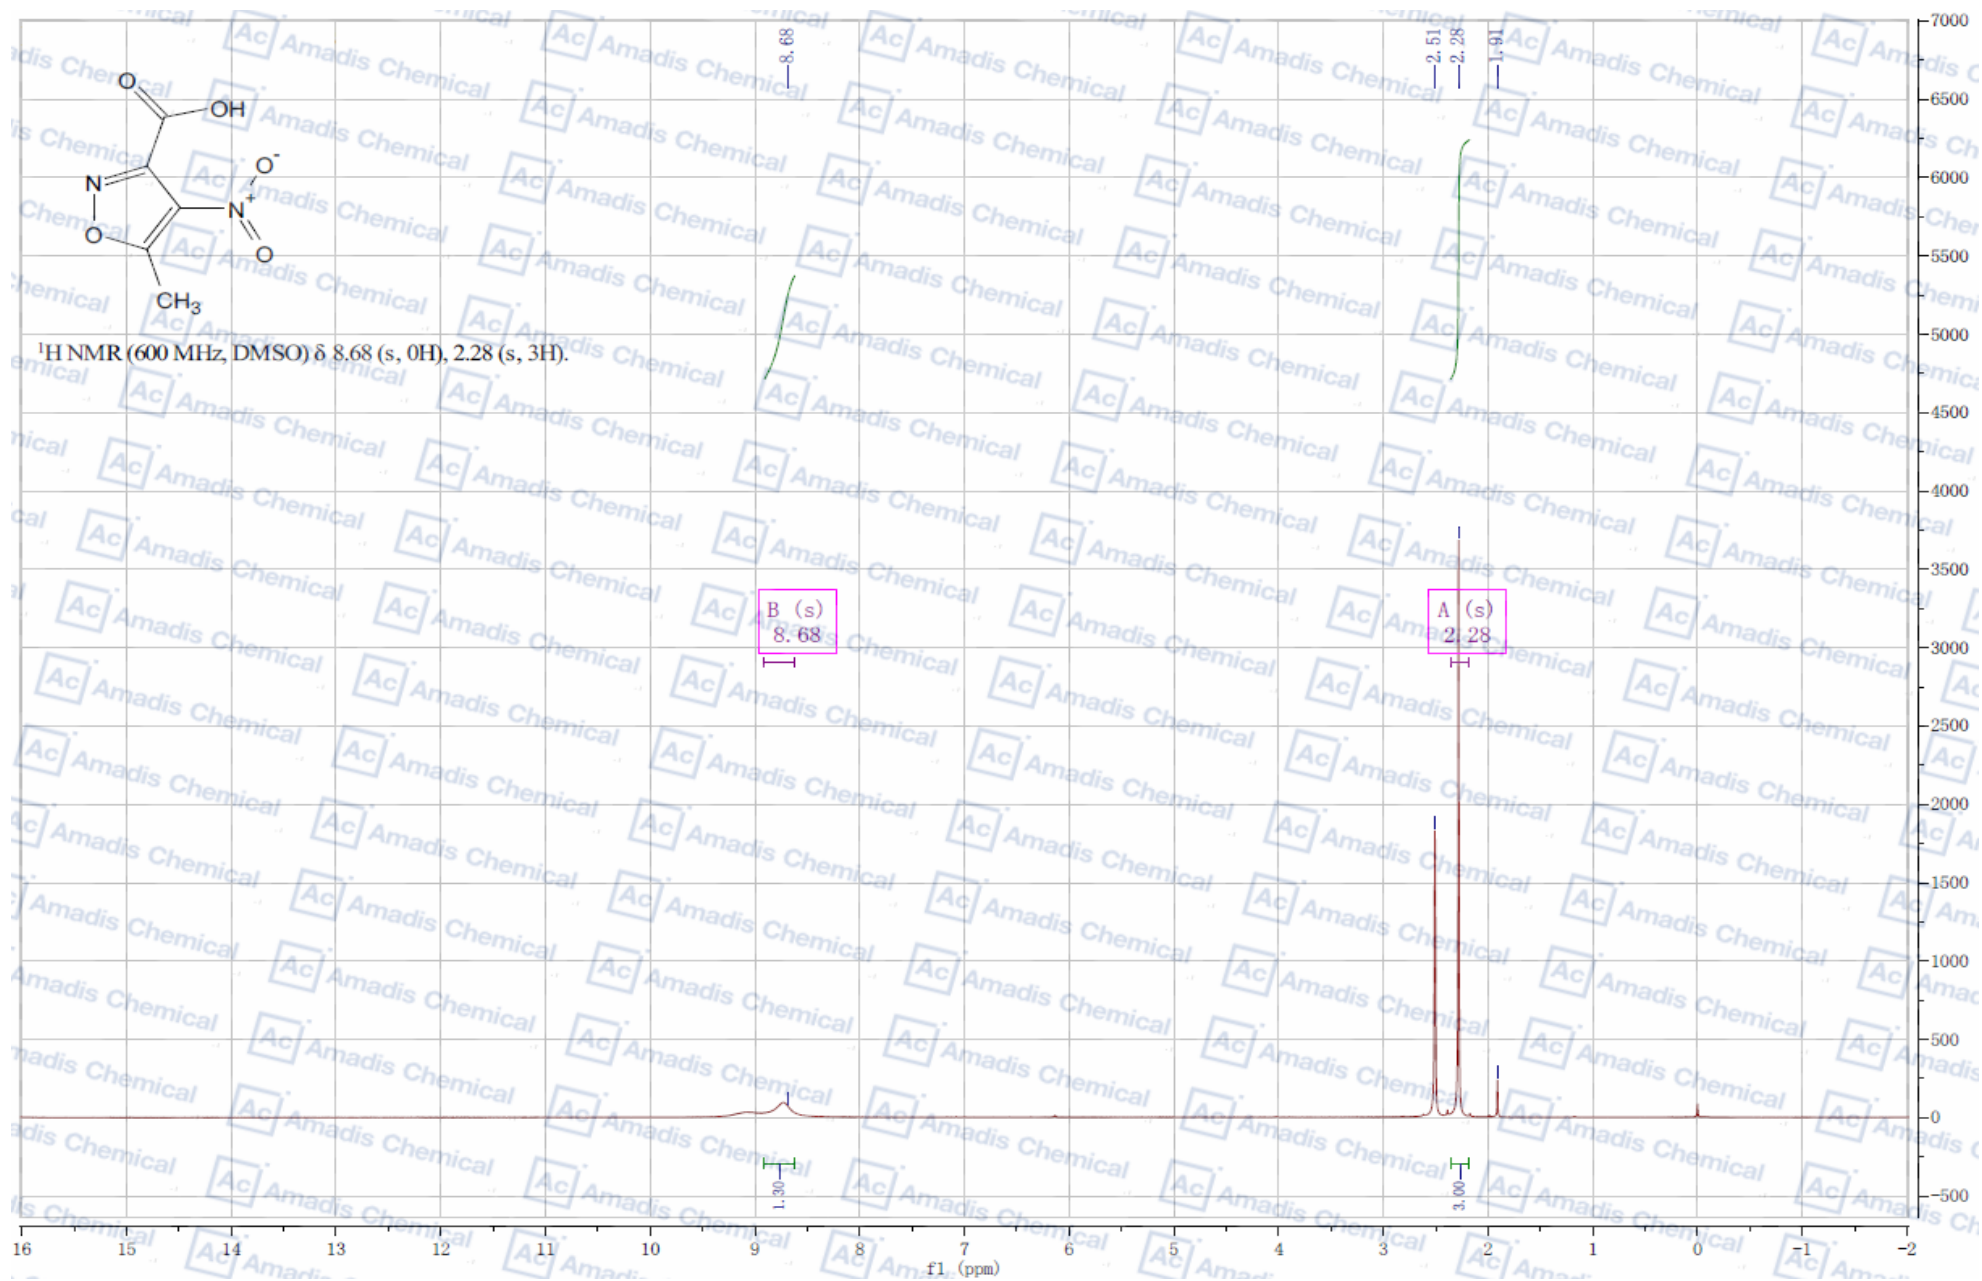 8.68
2.51
2.28
1.91
7000
6500
6000
5500
5000
4500
4000
3500
3000
2500
2000
1500
1000
500
0
-500
O
OH
O-
N
N+
O
O
CH3
1H NMR (600 MHz, DMSO) δ 8.68 (s, 0H), 2.28 (s, 3H).
B (s)
8.68
A (s)
2.28
1.30
3.00
16 15 14 13 12 11 10 9 8 7 6 5 4 3 2 1 0 -1 -2
f1 (ppm)
Ac Amadis Chemical